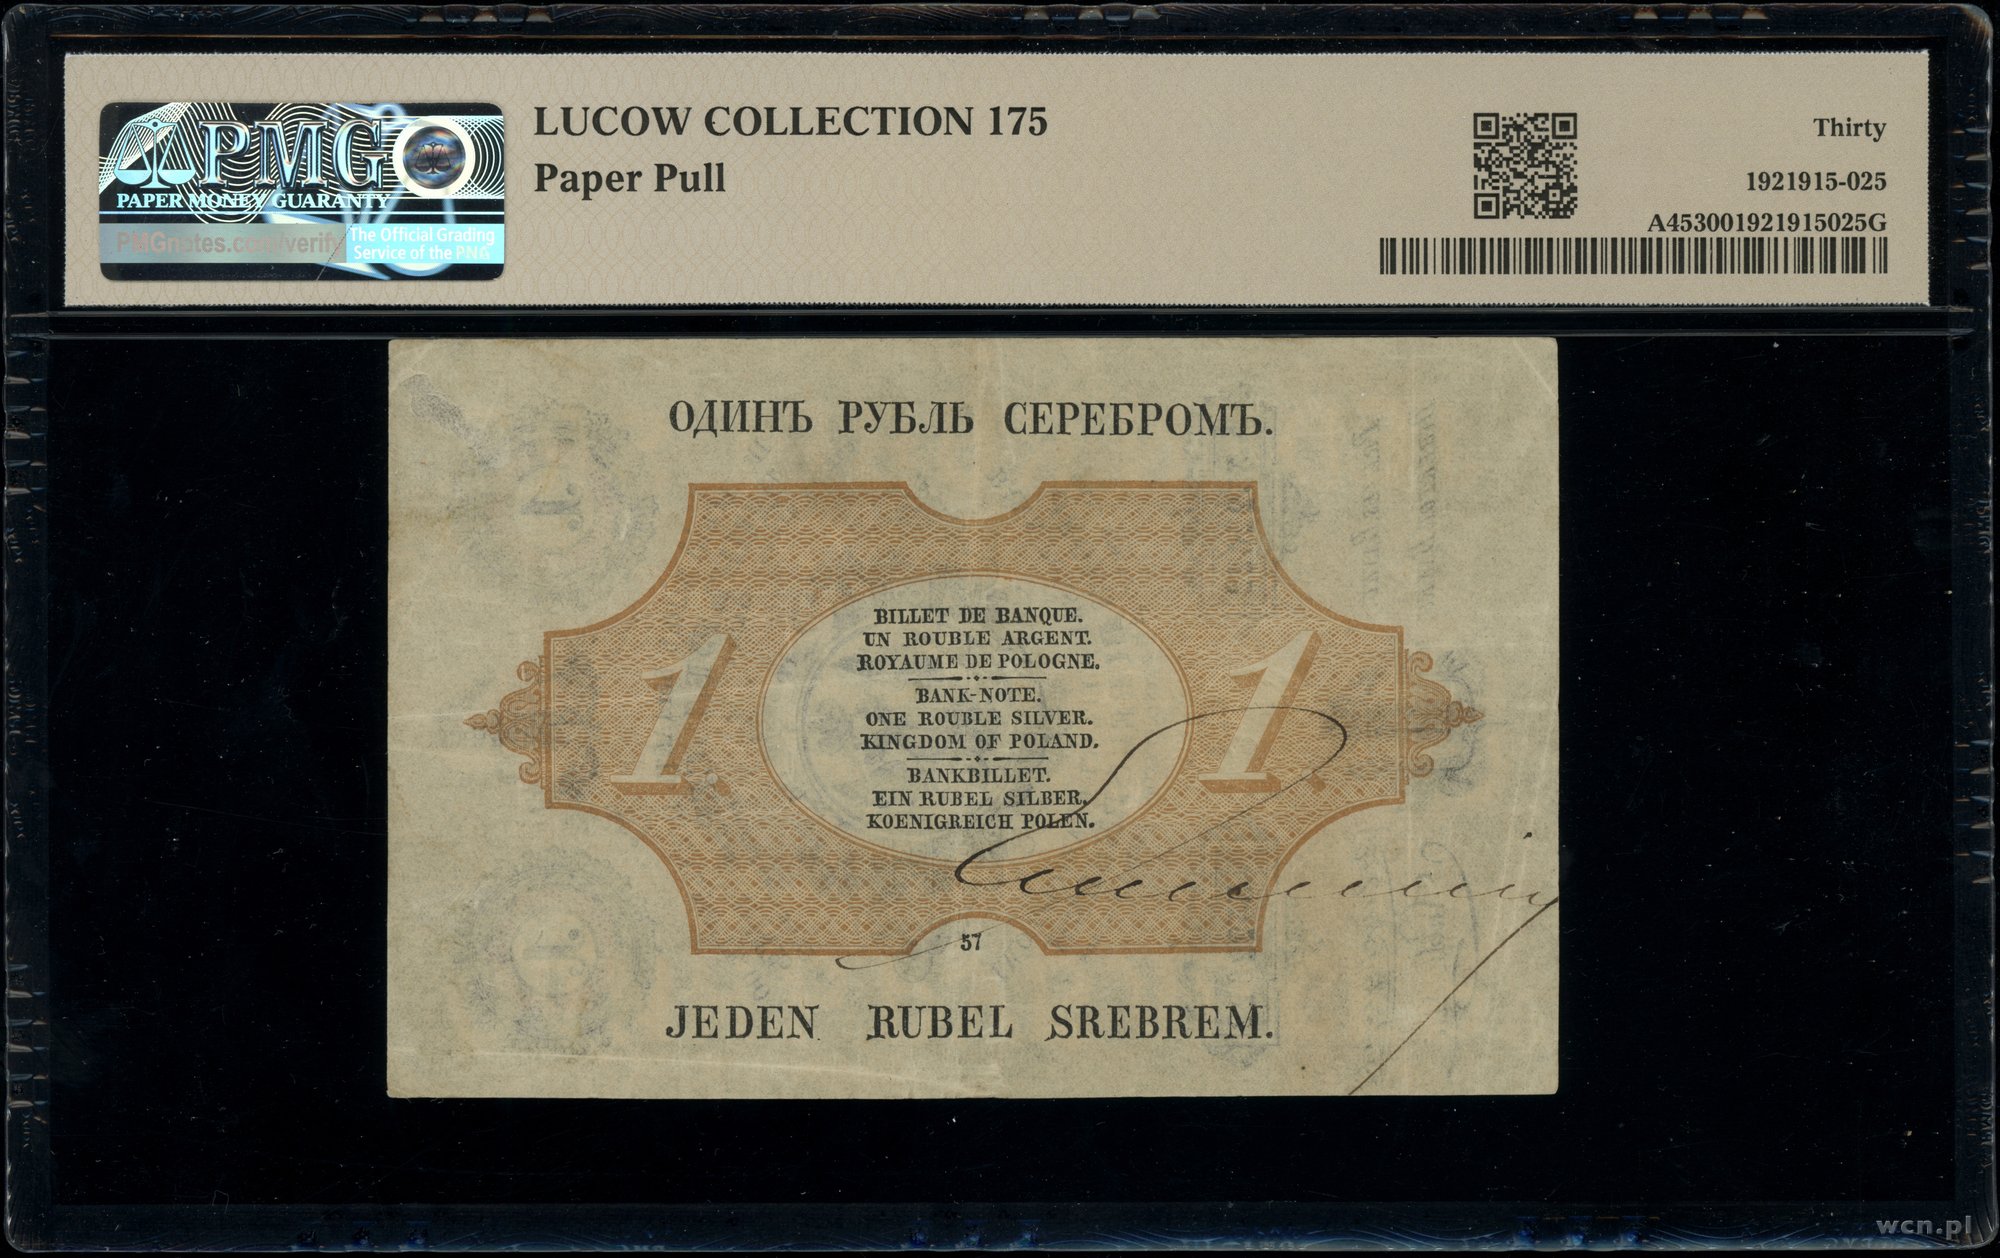 PMG
PAPER MONEY GUARANTY
PMGnotes.com/verify
The Official Grading
Service of the PNG
LUCOW COLLECTION 175
Paper Pull
Thirty
1921915-025
A453001921915025G
ОДИНЪ РУБЛЬ СЕРЕБРОМЪ.
1.
1.
BILLET DE BANQUE.
UN ROUBLE ARGENT.
ROYAUME DE POLOGNE.
BANK-NOTE.
ONE ROUBLE SILVER.
KINGDOM OF POLAND.
BANKBILLET.
EIN RUBEL SILBER.
KOENIGREICH POLEN.
57
JEDEN RUBEL SREBREM.
wcn.pl